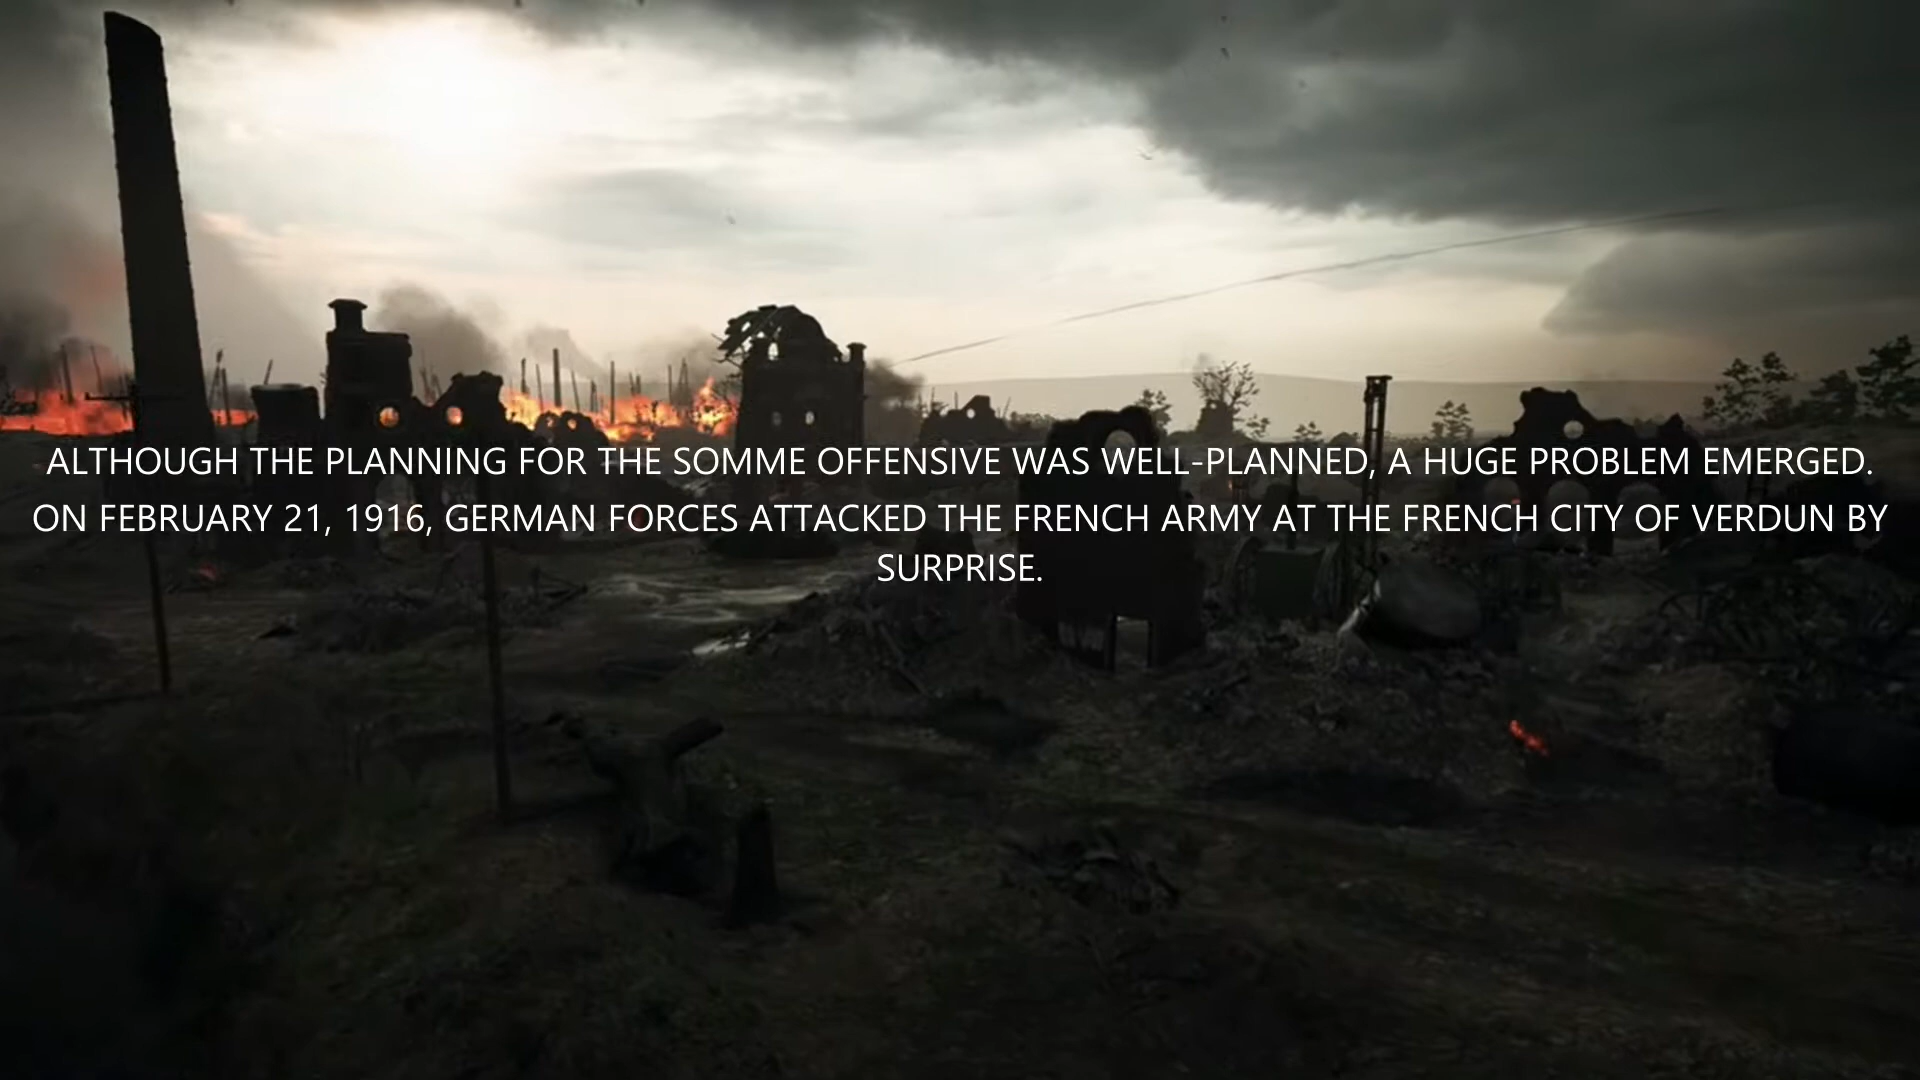 ALTHOUGH THE PLANNING FOR THE SOMME OFFENSIVE WAS WELL-PLANNED, A HUGE PROBLEM EMERGED.
ON FEBRUARY 21, 1916, GERMAN FORCES ATTACKED THE FRENCH ARMY AT THE FRENCH CITY OF VERDUN BY
SURPRISE.